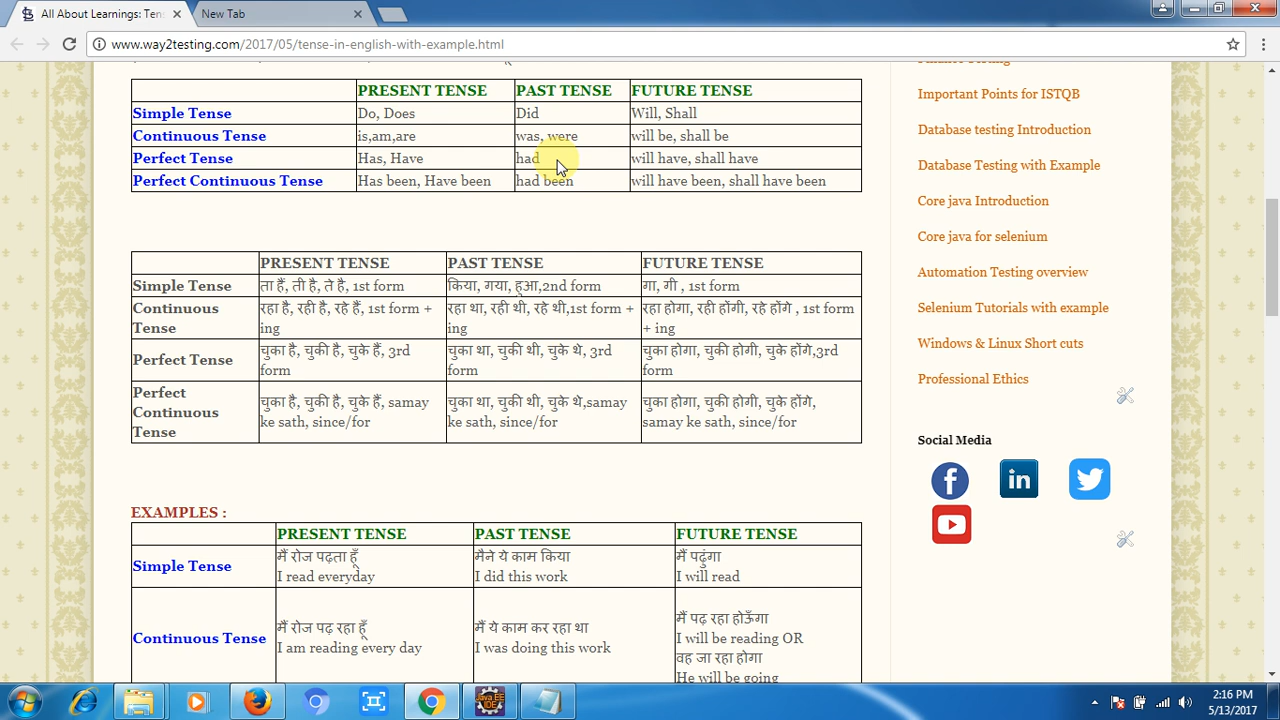 All About Learnings: Tens
New Tab
www.way2testing.com/2017/05/tense-in-english-with-example.html
PRESENT TENSE PAST TENSE FUTURE TENSE
Simple Tense Do, Does Did Will, Shall
Continuous Tense is,am,are was, were will be, shall be
Perfect Tense Has, Have had will have, shall have
Perfect Continuous Tense Has been, Have been had been will have been, shall have been
PRESENT TENSE PAST TENSE FUTURE TENSE
Simple Tense ता हैं, ती है, ते है, 1st form किया, गया, हुआ,2nd form गा, गी , 1st form
Continuous रहा है, रही है, रहे हैं, 1st form + रहा था, रही थी, रहे थी,1st form + रहा होगा, रही होंगी, रहे होंगे , 1st form
Tense ing ing + ing
चुका है, चुकी है, चुके हैं, 3rd चुका था, चुकी थी, चुके थे, 3rd चुका होगा, चुकी होगी, चुके होंगे,3rd
Perfect Tense
form form form
Perfect
चुका है, चुकी है, चुके हैं, samay चुका था, चुकी थी, चुके थे,samay चुका होगा, चुकी होगी, चुके होंगे,
Continuous
ke sath, since/for ke sath, since/for samay ke sath, since/for
Tense
EXAMPLES :
PRESENT TENSE PAST TENSE FUTURE TENSE
मैं रोज पढ़ता हूँ मैने ये काम किया मैं पढ़ुंगा
Simple Tense
I read everyday I did this work I will read
मैं पढ़ रहा होऊँगा
मैं रोज पढ़ रहा हूँ मैं ये काम कर रहा था
Continuous Tense I will be reading OR
I am reading every day I was doing this work
वह जा रहा होगा
He will be going
Important Points for ISTQB
Database testing Introduction
Database Testing with Example
Core java Introduction
Core java for selenium
Automation Testing overview
Selenium Tutorials with example
Windows & Linux Short cuts
Professional Ethics
Social Media
in
2:16 PM
5/13/2017